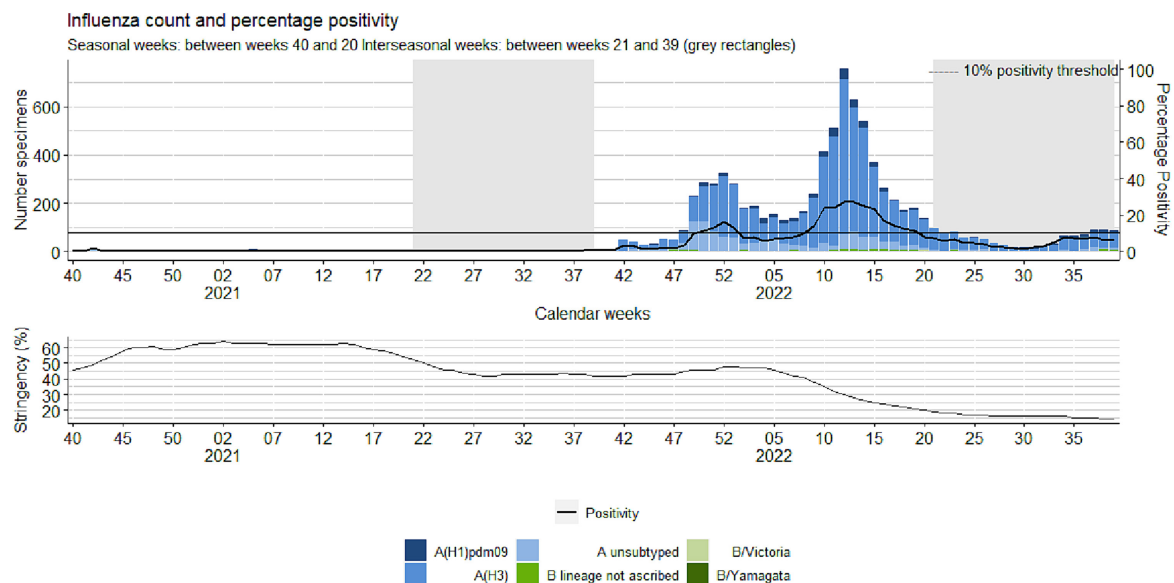 Influenza count and percentage positivity
Seasonal weeks: between weeks 40 and 20 Interseasonal weeks: between weeks 21 and 39 (grey rectangles)
Number specimens
600
400
200
0
10% positivity threshold
100
80
60
40
20
0
Percentage Positivity
40 45 50 02 07 12 17 22 27 32 37 42 47 52 05 10 15 20 25 30 35
2021 2022
Calendar weeks
Stringency (%)
60
50
40
30
20
40 45 50 02 07 12 17 22 27 32 37 42 47 52 05 10 15 20 25 30 35
2021 2022
Positivity
A(H1)pdm09 A unsubtyped B/Victoria
A(H3) B lineage not ascribed B/Yamagata